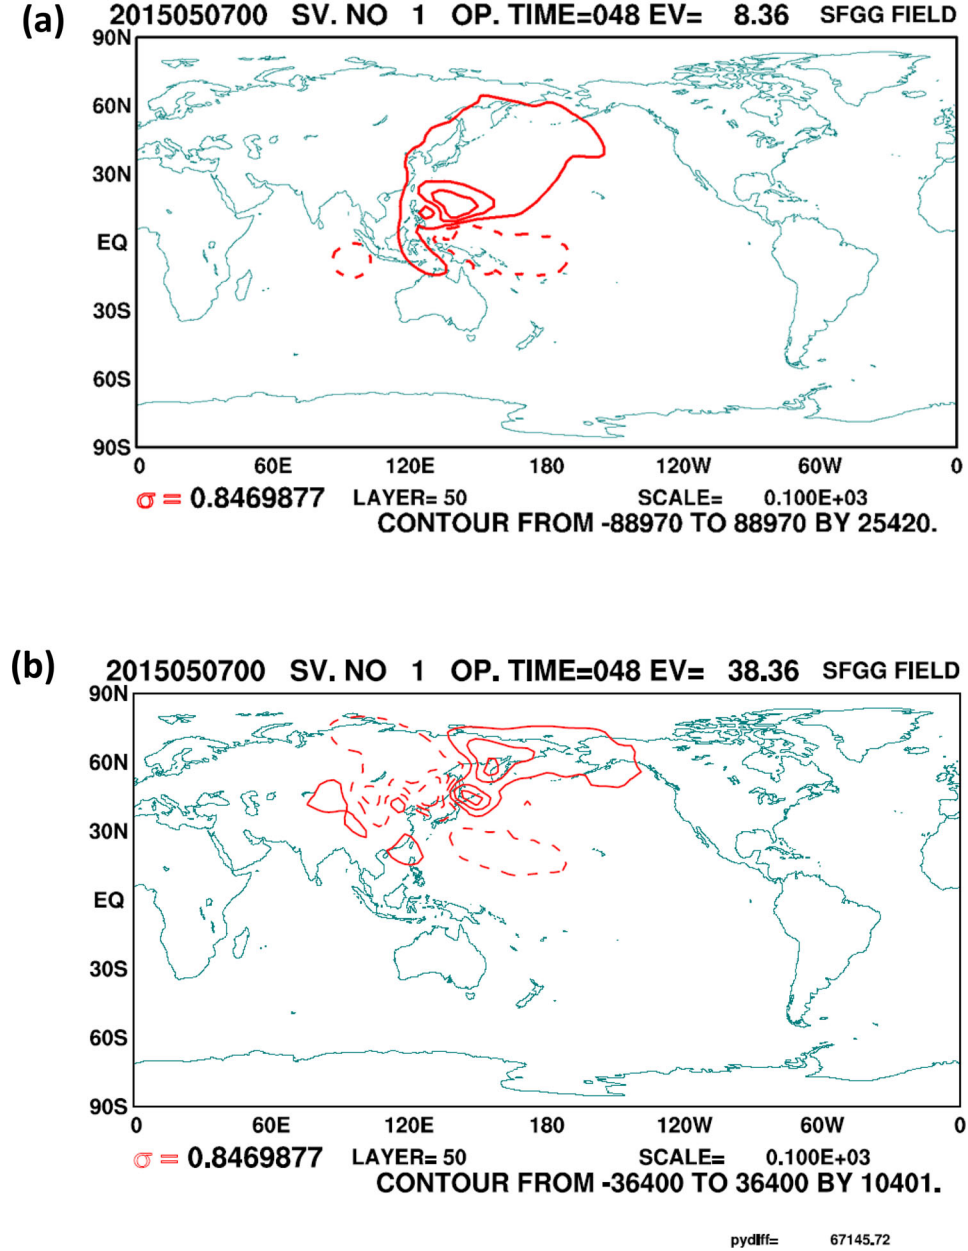 (a)
2015050700 SV. NO 1 OP. TIME=048 EV= 8.36 SFGG FIELD
90N
60N
30N
EQ
30S
60S
90S
0 60E 120E 180 120W 60W 0
σ = 0.8469877 LAYER= 50 SCALE= 0.100E+03
CONTOUR FROM -88970 TO 88970 BY 25420.
(b)
2015050700 SV. NO 1 OP. TIME=048 EV= 38.36 SFGG FIELD
90N
60N
30N
EQ
30S
60S
90S
0 60E 120E 180 120W 60W 0
σ = 0.8469877 LAYER= 50 SCALE= 0.100E+03
CONTOUR FROM -36400 TO 36400 BY 10401.
pydiff= 67145.72